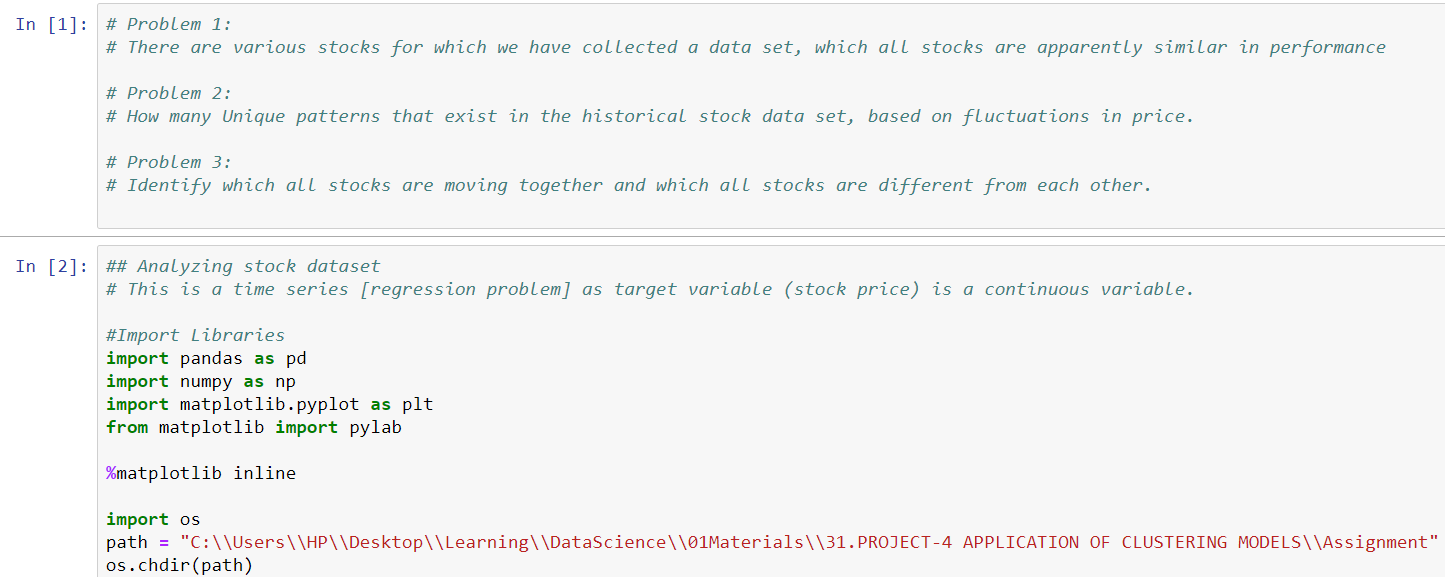 In [1]: # Problem 1:
# There are various stocks for which we have collected a data set, which all stocks are apparently similar in performance
# Problem 2:
# How many Unique patterns that exist in the historical stock data set, based on fluctuations in price.
# Problem 3:
# Identify which all stocks are moving together and which all stocks are different from each other.
In [2]: ## Analyzing stock dataset
# This is a time series [regression problem] as target variable (stock price) is a continuous variable.
#Import Libraries
import pandas as pd
import numpy as np
import matplotlib.pyplot as plt
from matplotlib import pylab
%matplotlib inline
import os
path = "C:\\Users\\HP\\Desktop\\Learning\\DataScience\\01Materials\\31.PROJECT-4 APPLICATION OF CLUSTERING MODELS\\Assignment"
os.chdir(path)